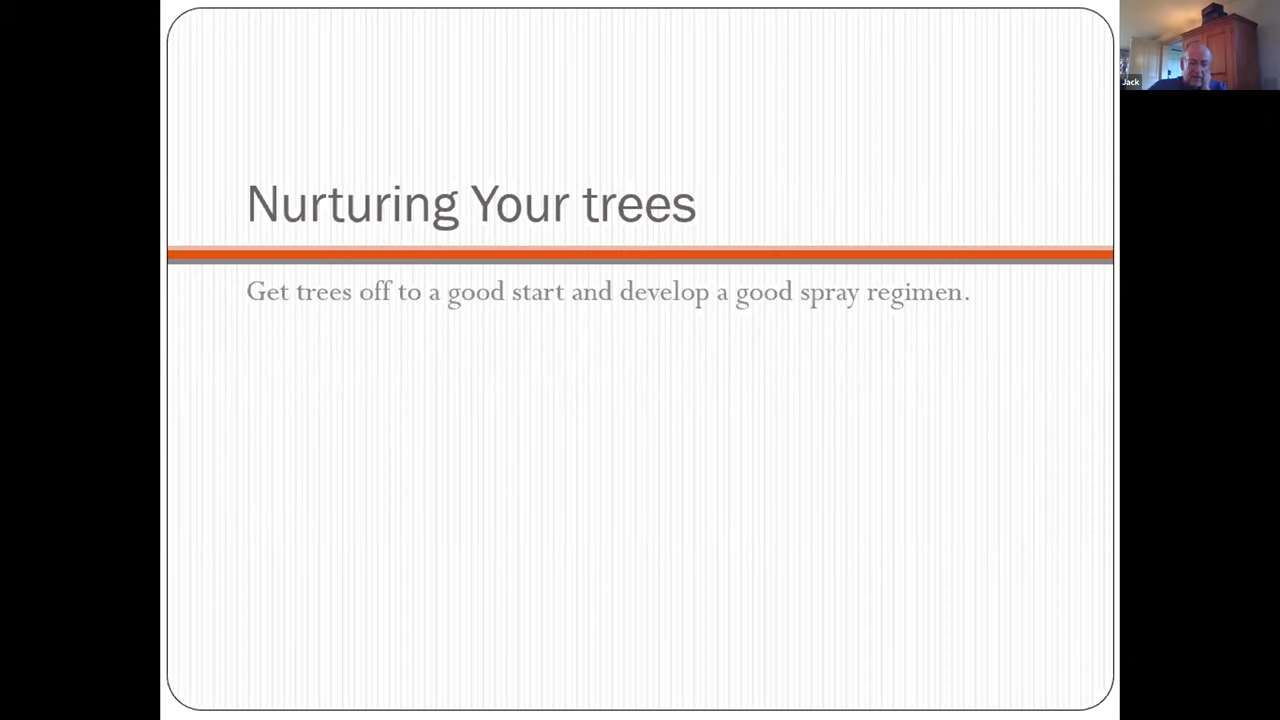 Nurturing Your trees
Get trees off to a good start and develop a good spray regimen.
Jack